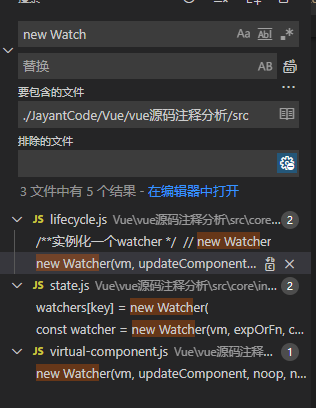 new Watch
Aa Abl .*
替换
AB
...
要包含的文件
./JayantCode/Vue/vue源码注释分析/src
排除的文件
3 文件中有 5 个结果 - 在编辑器中打开
JS lifecycle.js Vue\vue源码注释分析\src\core... 2
/**实例化一个watcher */ // new Watcher
new Watcher(vm, updateComponent...
JS state.js Vue\vue源码注释分析\src\core\in... 2
watchers[key] = new Watcher(
const watcher = new Watcher(vm, expOrFn, c...
JS virtual-component.js Vue\vue源码注释... 1
new Watcher(vm, updateComponent, noop, n...